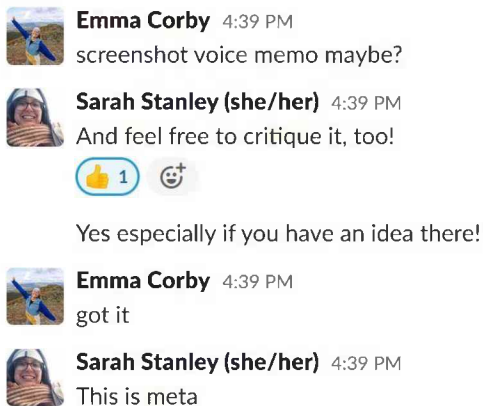 Emma Corby 4:39 PM
screenshot voice memo maybe?
Sarah Stanley (she/her) 4:39 PM
And feel free to critique it, too!
1
Yes especially if you have an idea there!
Emma Corby 4:39 PM
got it
Sarah Stanley (she/her) 4:39 PM
This is meta